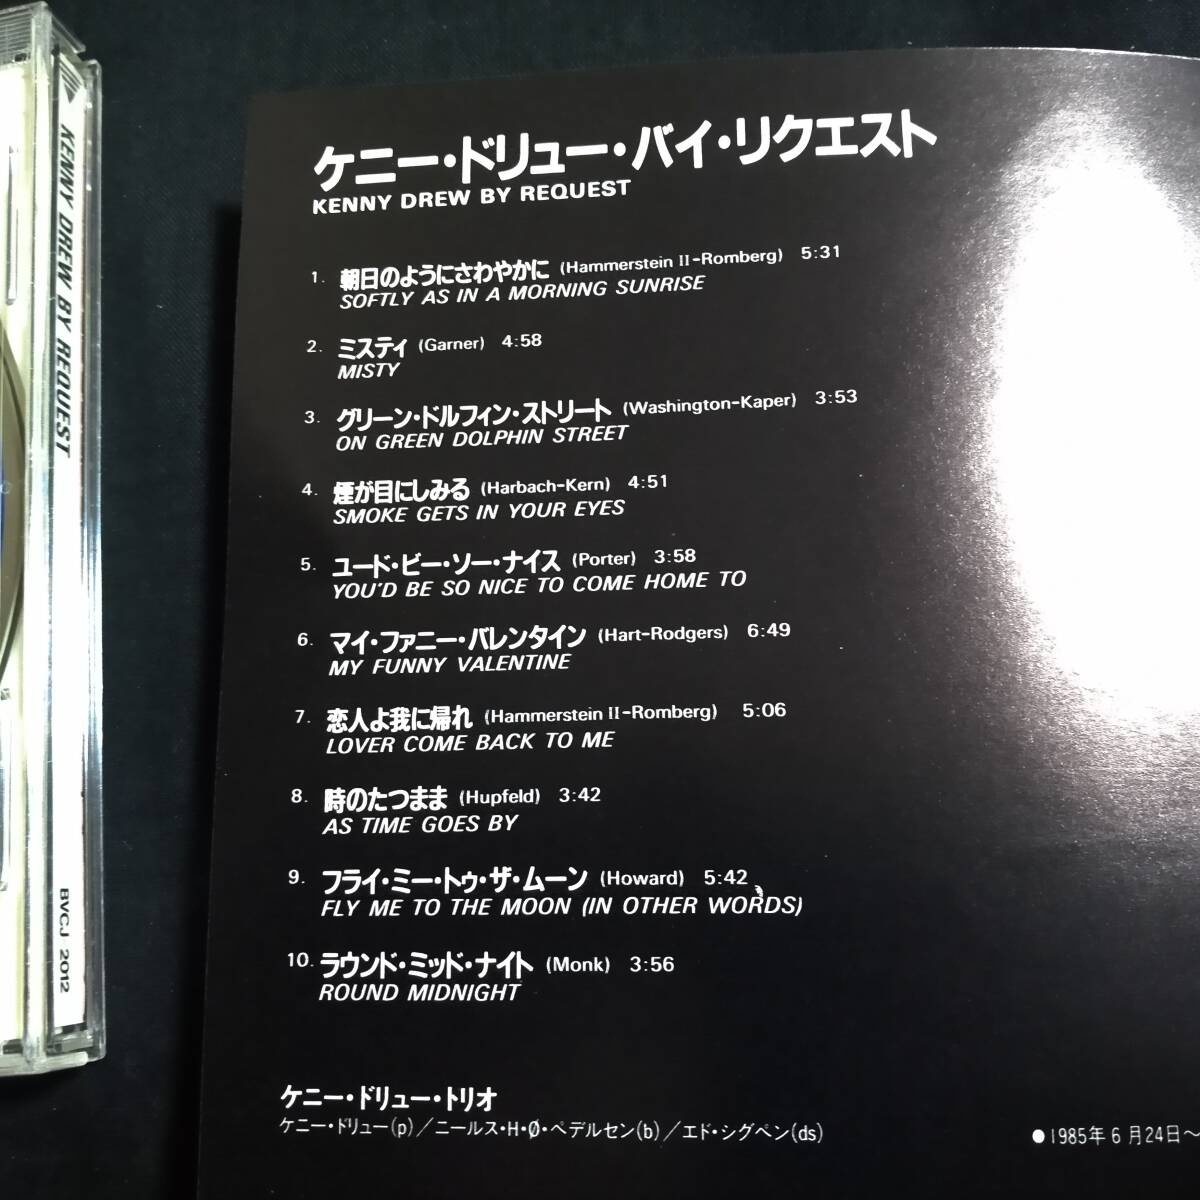 KENNY DREW BY REQUEST
BVCJ 2012
ケニー・ドリュー・バイ・リクエスト
KENNY DREW BY REQUEST
1. 朝日のようにさわやかに (Hammerstein II-Romberg) 5:31
SOFTLY AS IN A MORNING SUNRISE
2. ミスティ (Garner) 4:58
MISTY
3. グリーン・ドルフィン・ストリート (Washington-Kaper) 3:53
ON GREEN DOLPHIN STREET
4. 煙が目にしみる (Harbach-Kern) 4:51
SMOKE GETS IN YOUR EYES
5. ユード・ビー・ソー・ナイス (Porter) 3:58
YOU'D BE SO NICE TO COME HOME TO
6. マイ・ファニー・バレンタイン (Hart-Rodgers) 6:49
MY FUNNY VALENTINE
7. 恋人よ我に帰れ (Hammerstein II-Romberg) 5:06
LOVER COME BACK TO ME
8. 時のたつまま (Hupfeld) 3:42
AS TIME GOES BY
9. フライ・ミー・トゥ・ザ・ムーン (Howard) 5:42
FLY ME TO THE MOON (IN OTHER WORDS)
10. ラウンド・ミッド・ナイト (Monk) 3:56
ROUND MIDNIGHT
ケニー・ドリュー・トリオ
ケニー・ドリュー(p)/ニールス・H・Ø・ペデルセン(b)/エド・シグペン(ds)
●1985年6月24日〜